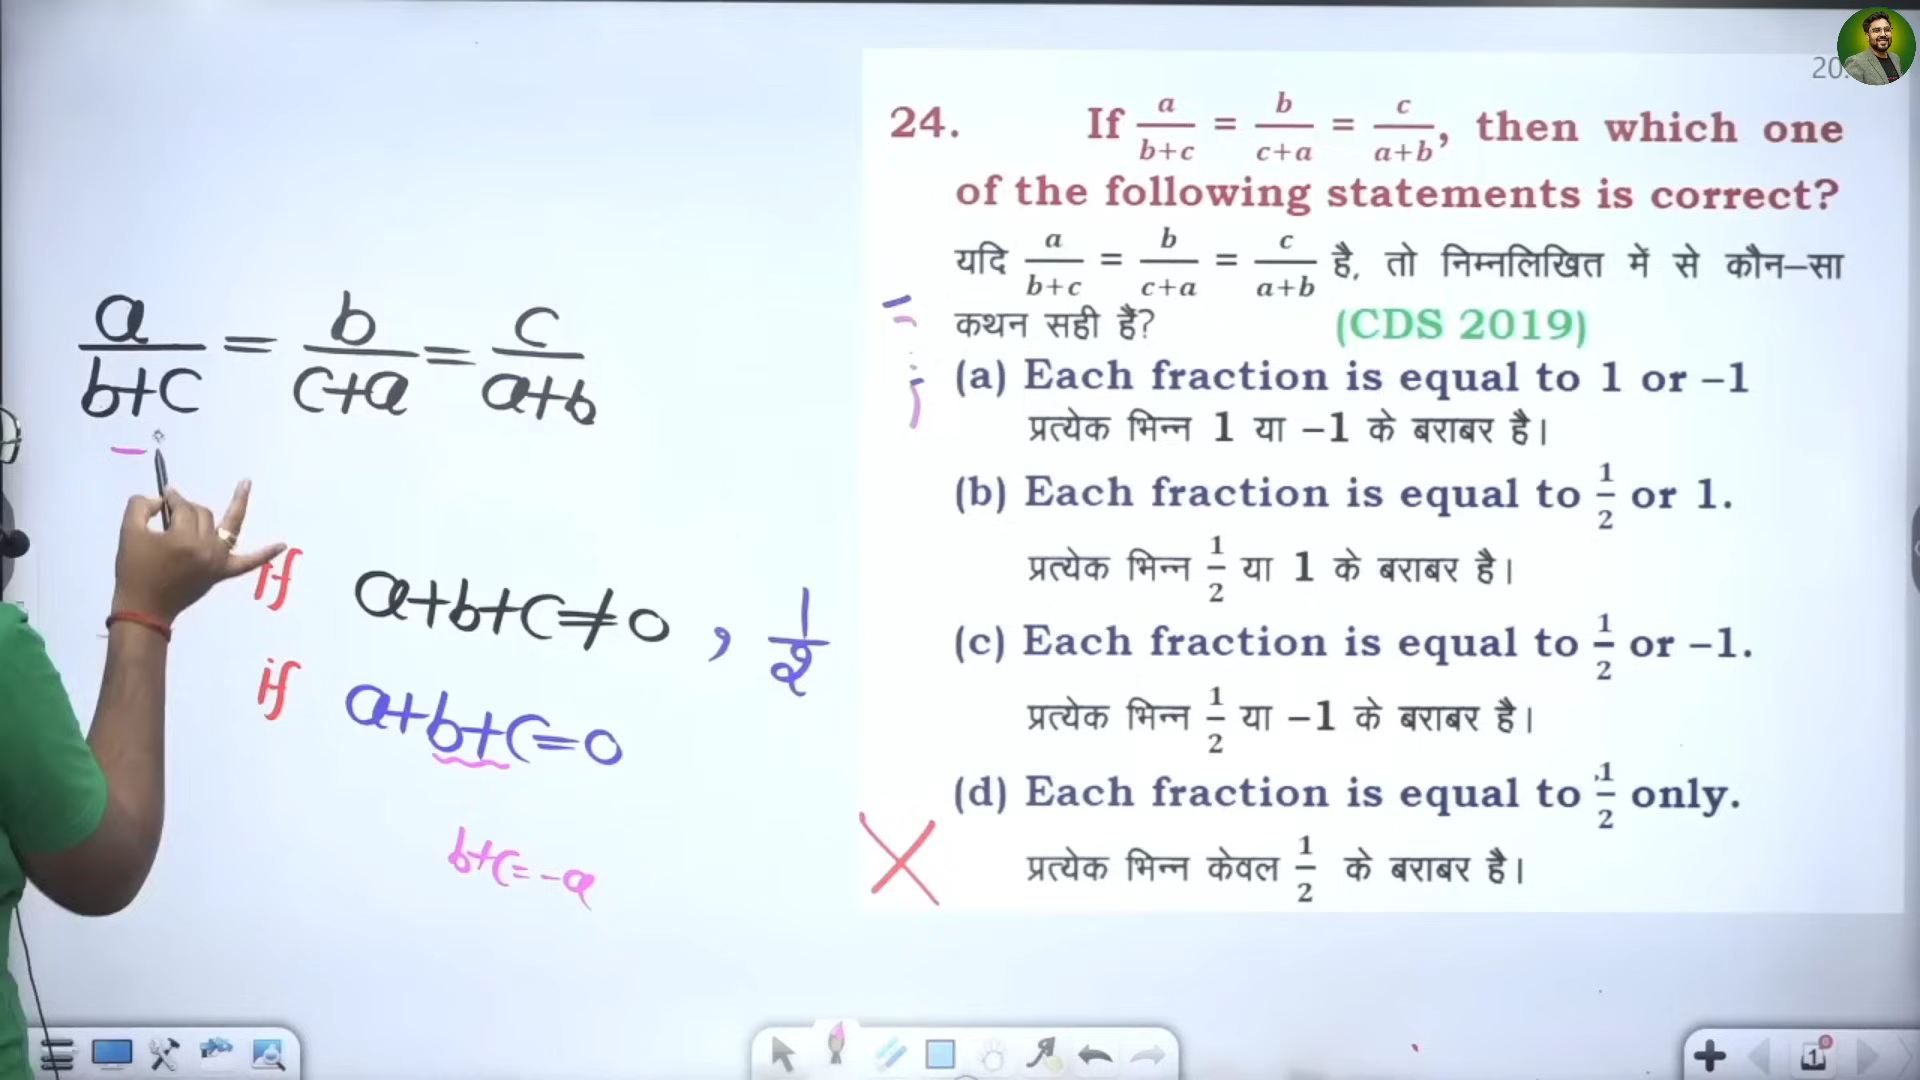 24. If a/b+c = b/c+a = c/a+b, then which one
of the following statements is correct?
यदि a/b+c = b/c+a = c/a+b है, तो निम्नलिखित में से कौन–सा
कथन सही है?
(CDS 2019)
(a) Each fraction is equal to 1 or –1
प्रत्येक भिन्न 1 या –1 के बराबर है।
(b) Each fraction is equal to 1/2 or 1.
प्रत्येक भिन्न 1/2 या 1 के बराबर है।
(c) Each fraction is equal to 1/2 or –1.
प्रत्येक भिन्न 1/2 या –1 के बराबर है।
(d) Each fraction is equal to 1/2 only.
प्रत्येक भिन्न केवल 1/2 के बराबर है।
a/b+c = b/c+a = c/a+b
if a+b+c≠0, 1/2
if a+b+c=0
b+c=-a
1